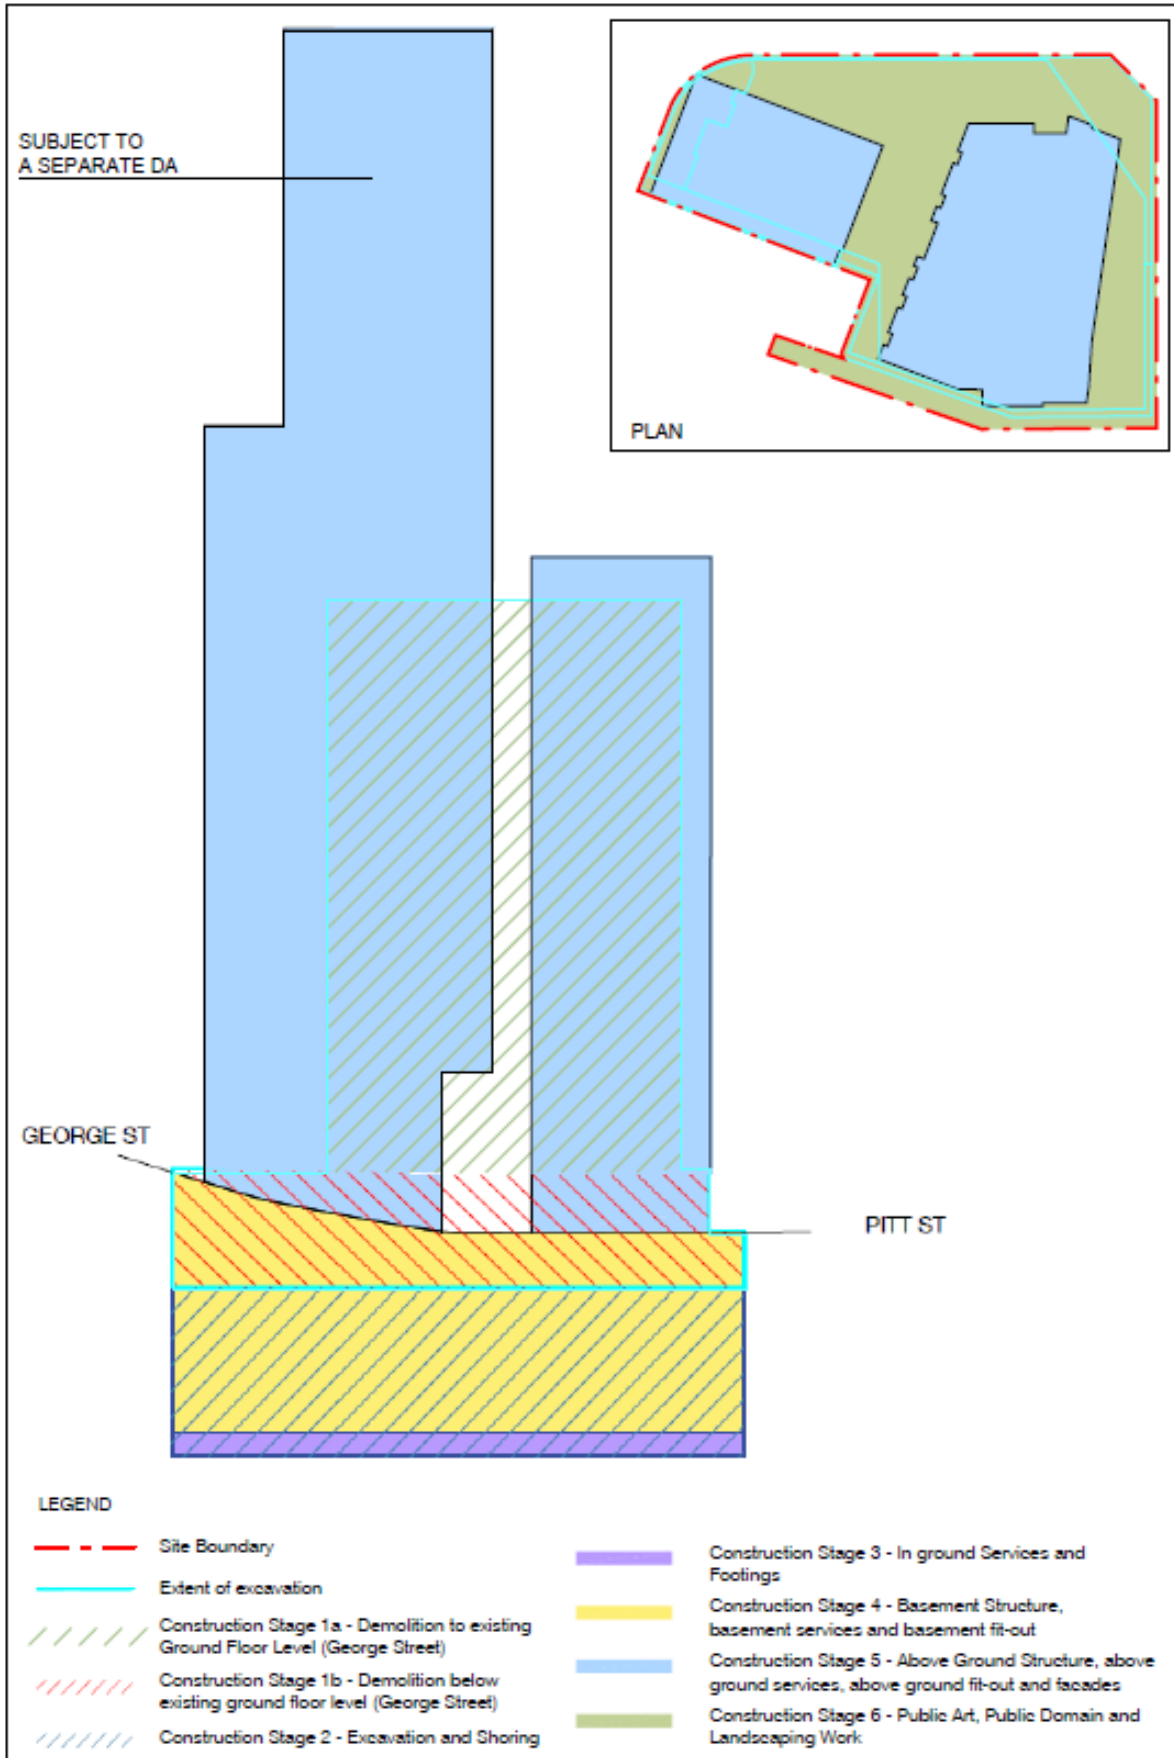 SUBJECT TO
A SEPARATE DA
PLAN
GEORGE ST
PITT ST
LEGEND
Site Boundary
Extent of excavation
Construction Stage 1a - Demolition to existing
Ground Floor Level (George Street)
Construction Stage 1b - Demolition below
existing ground floor level (George Street)
Construction Stage 2 - Excavation and Shoring
Construction Stage 3 - In ground Services and
Footings
Construction Stage 4 - Basement Structure,
basement services and basement fit-out
Construction Stage 5 - Above Ground Structure, above
ground services, above ground fit-out and facades
Construction Stage 6 - Public Art, Public Domain and
Landscaping Work